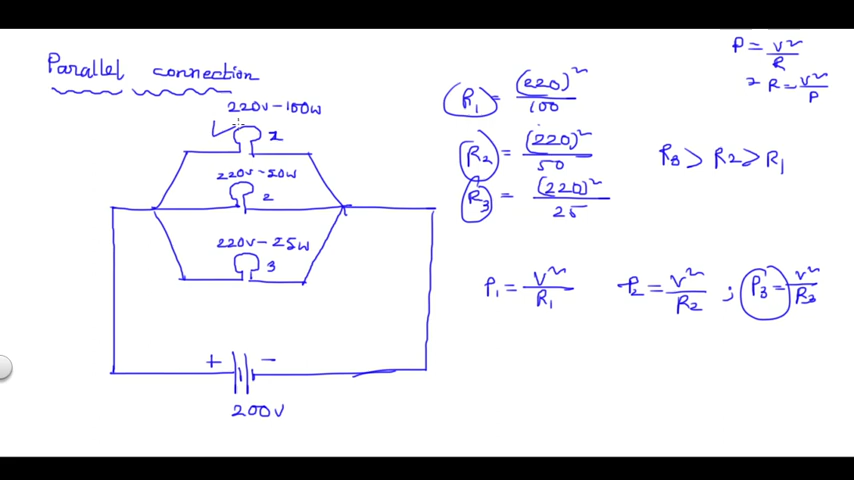 Parallel connection
220V-100W
1
220V-50W
2
220V-25W
3
+ -
200V
R1 = (220)² / 100
R2 = (220)² / 50
R3 = (220)² / 25
P = V² / R
⇒ R = V² / P
R3 > R2 > R1
P1 = V² / R1
P2 = V² / R2 ; P3 = V² / R3